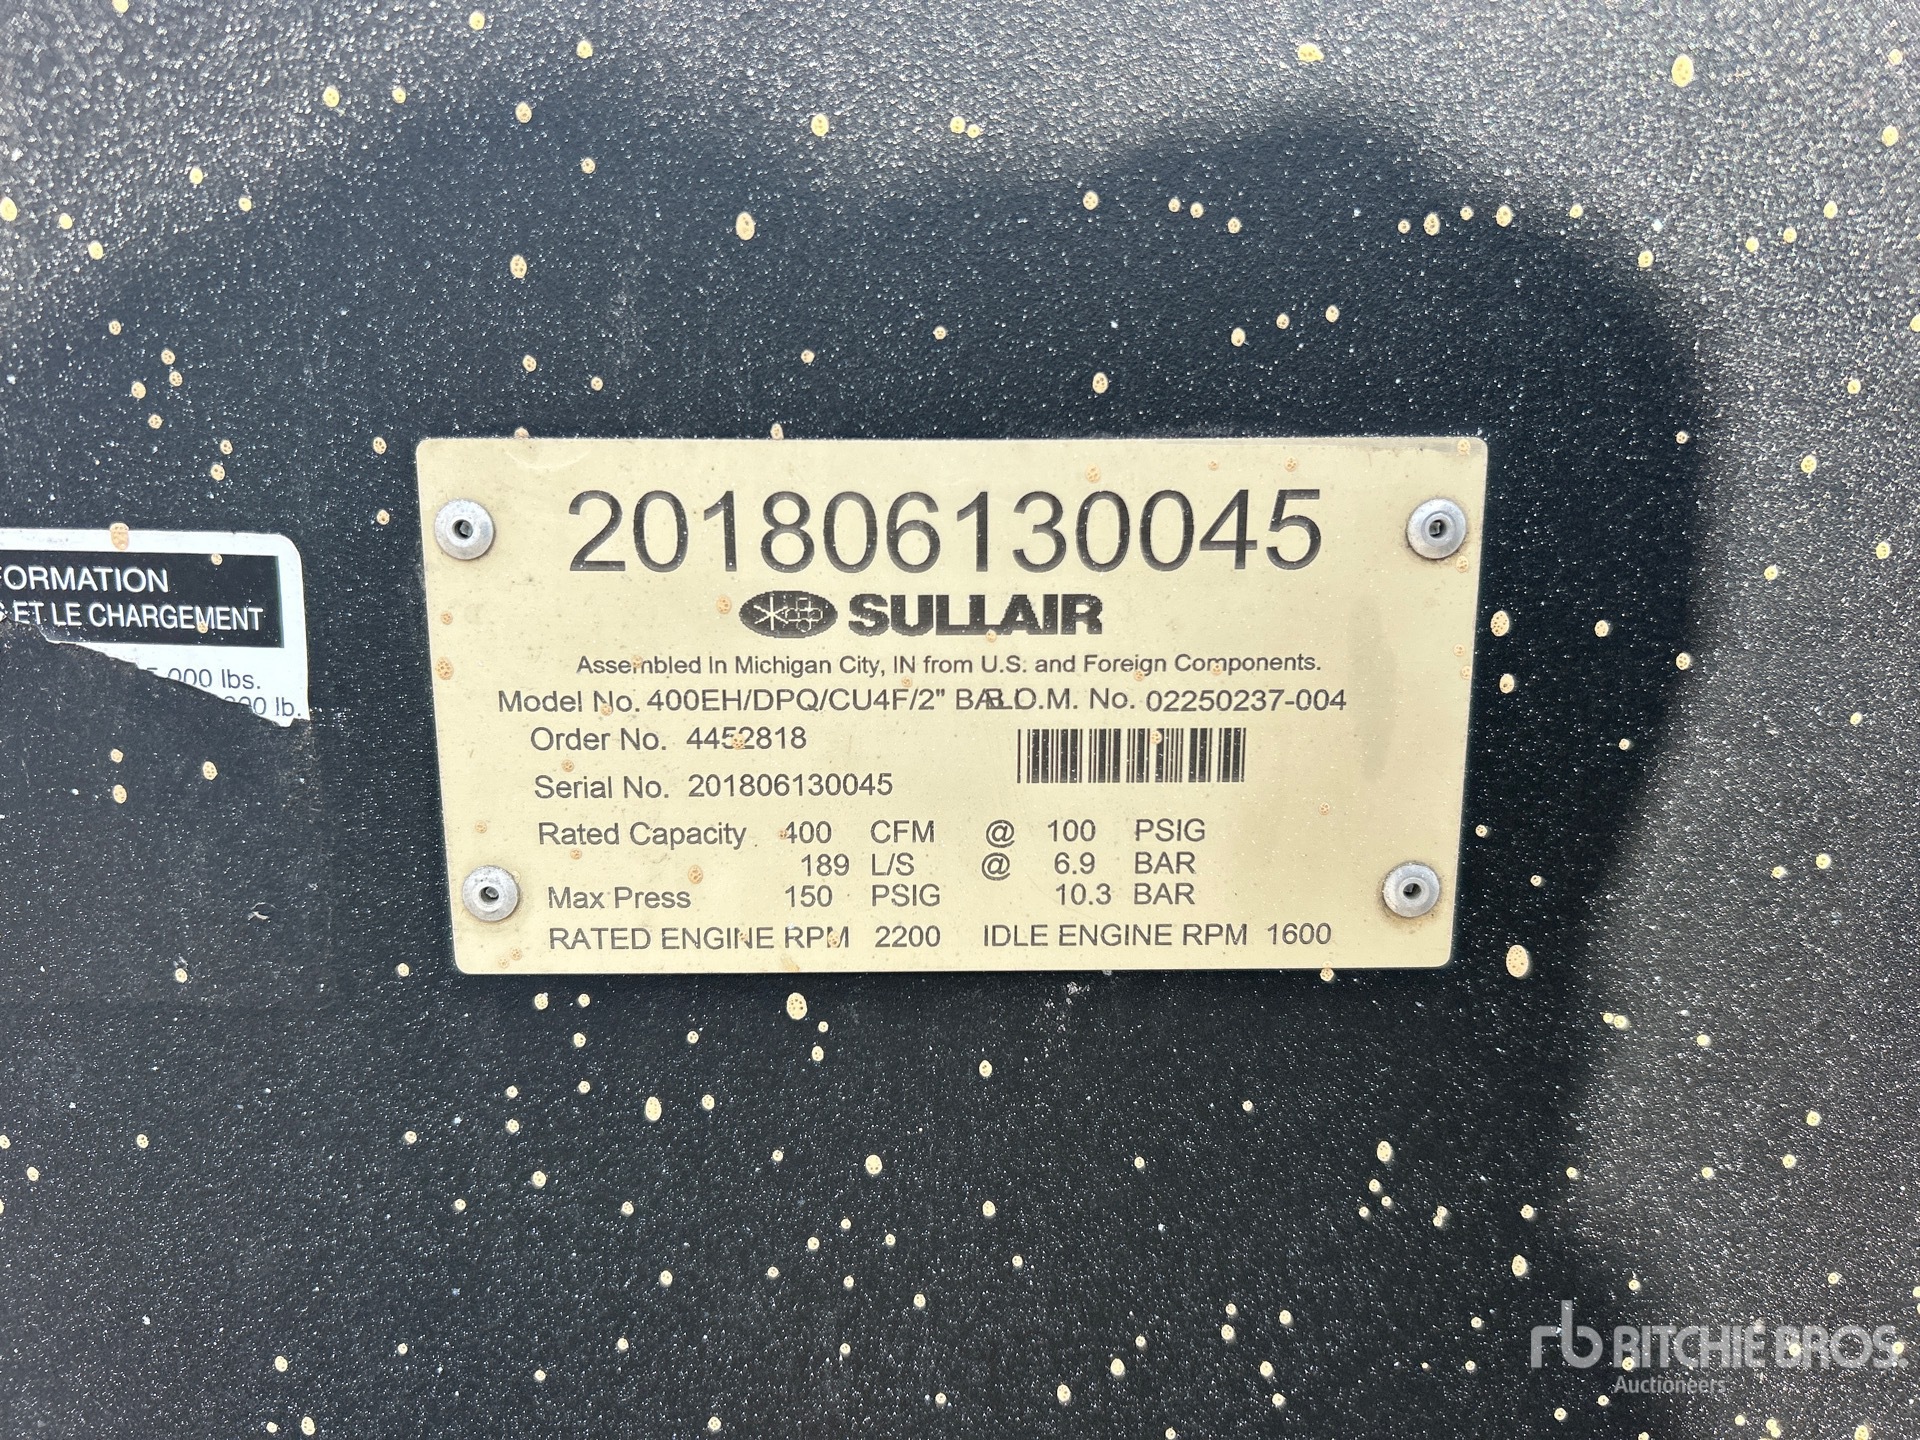 201806130045
SULLAIR
Assembled In Michigan City, IN from U.S. and Foreign Components.
Model No. 400EH/DPQ/CU4F/2" BAL B.O.M. No. 02250237-004
Order No. 4452818
Serial No. 201806130045
Rated Capacity 400 CFM @ 100 PSIG
189 L/S @ 6.9 BAR
Max Press 150 PSIG 10.3 BAR
RATED ENGINE RPM 2200 IDLE ENGINE RPM 1600
FORMATION
ET LE CHARGEMENT
000 lbs.
lb.
rb RITCHIE BROS.
Auctioneers